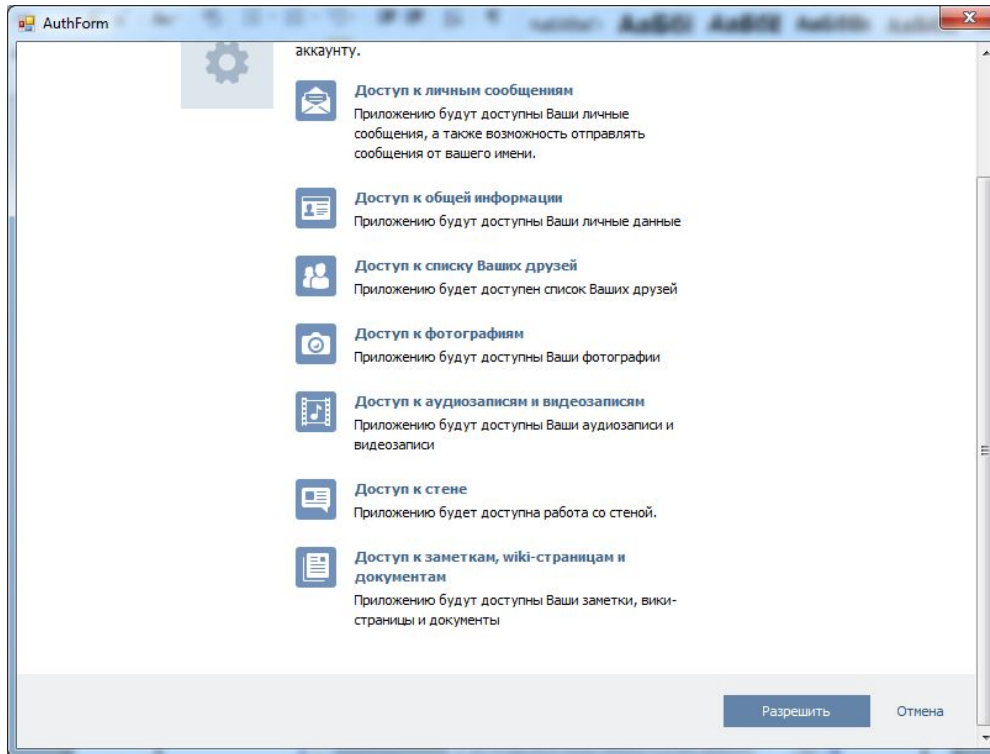 AuthForm
аккаунту.
Доступ к личным сообщениям
Приложению будут доступны Ваши личные
сообщения, а также возможность отправлять
сообщения от вашего имени.
Доступ к общей информации
Приложению будут доступны Ваши личные данные
Доступ к списку Ваших друзей
Приложению будет доступен список Ваших друзей
Доступ к фотографиям
Приложению будут доступны Ваши фотографии
Доступ к аудиозаписям и видеозаписям
Приложению будут доступны Ваши аудиозаписи и
видеозаписи
Доступ к стене
Приложению будет доступна работа со стеной.
Доступ к заметкам, wiki-страницам и
документам
Приложению будут доступны Ваши заметки, вики-
страницы и документы
Разрешить Отмена